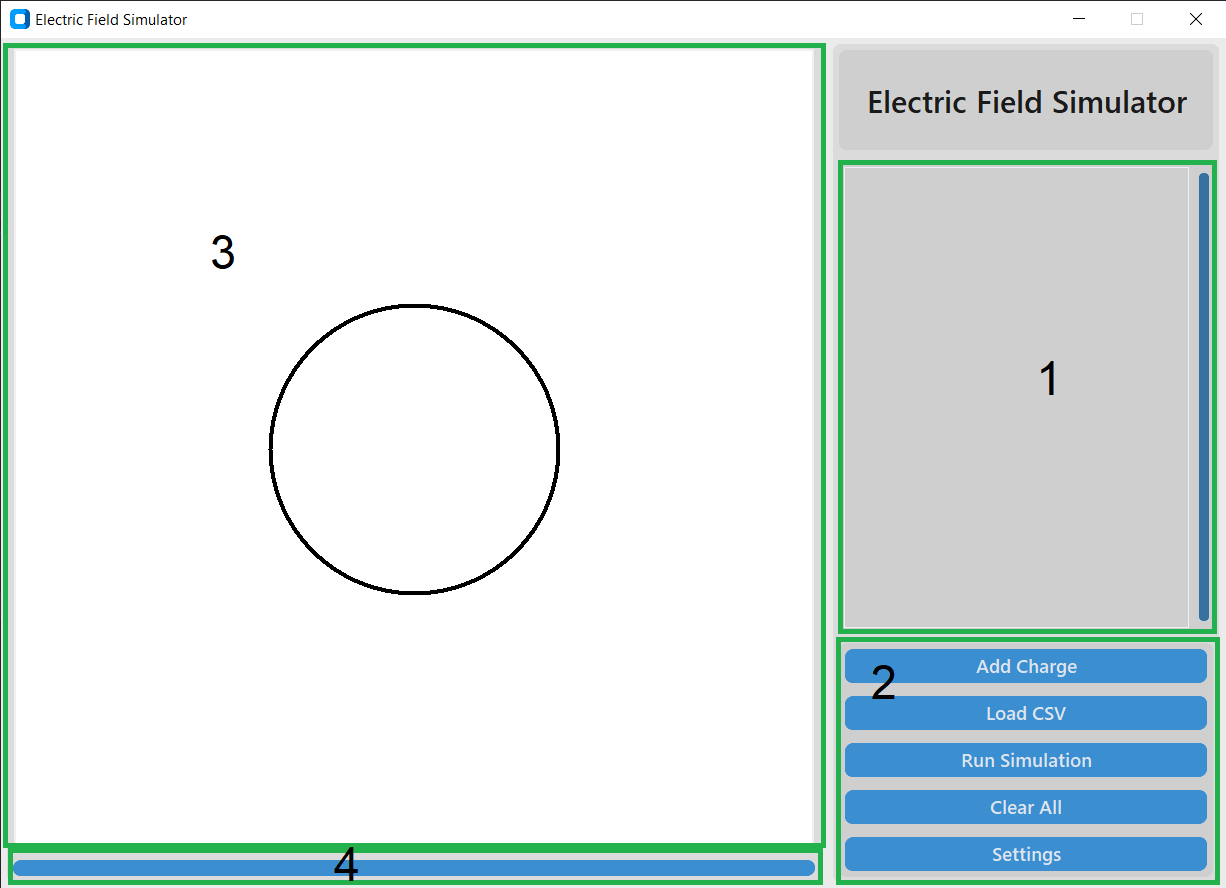 Electric Field Simulator
Electric Field Simulator
3
1
2
Add Charge
Load CSV
Run Simulation
Clear All
Settings
4